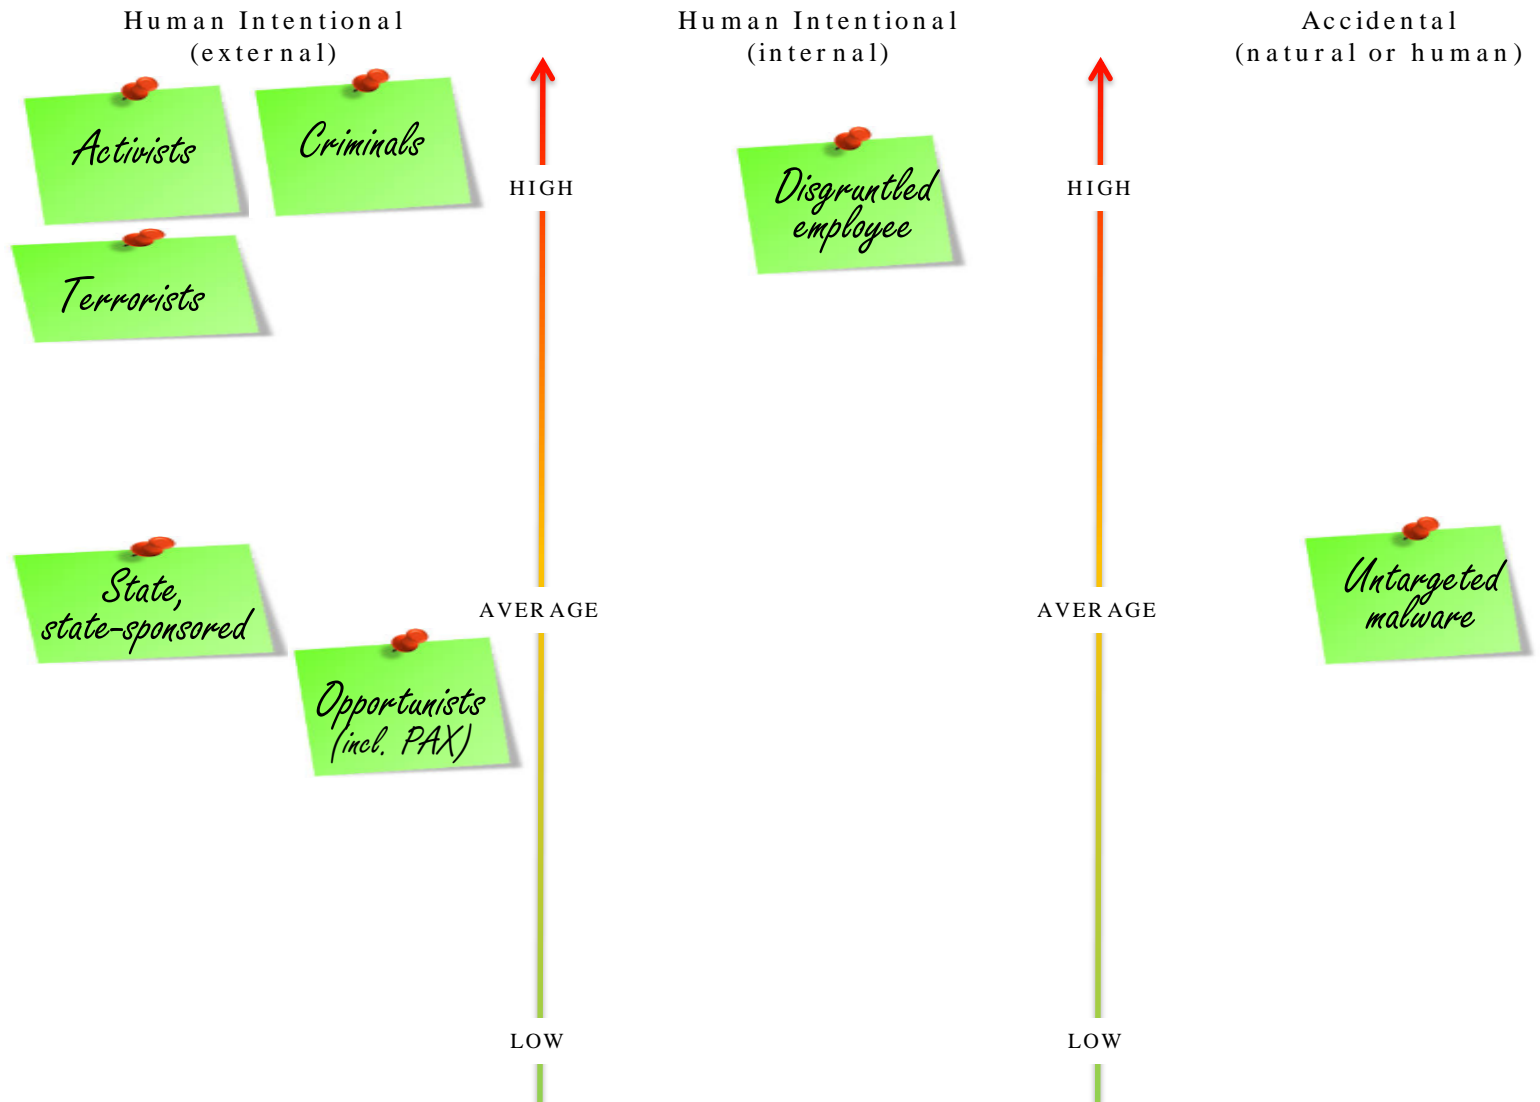 Human Intentional
(external)
Human Intentional
(internal)
Accidental
(natural or human)
Activists
Criminals
Terrorists
HIGH
Disgruntled
employee
HIGH
State,
state-sponsored
Opportunists
(incl. PAX)
AVERAGE
AVERAGE
Untargeted
malware
LOW
LOW